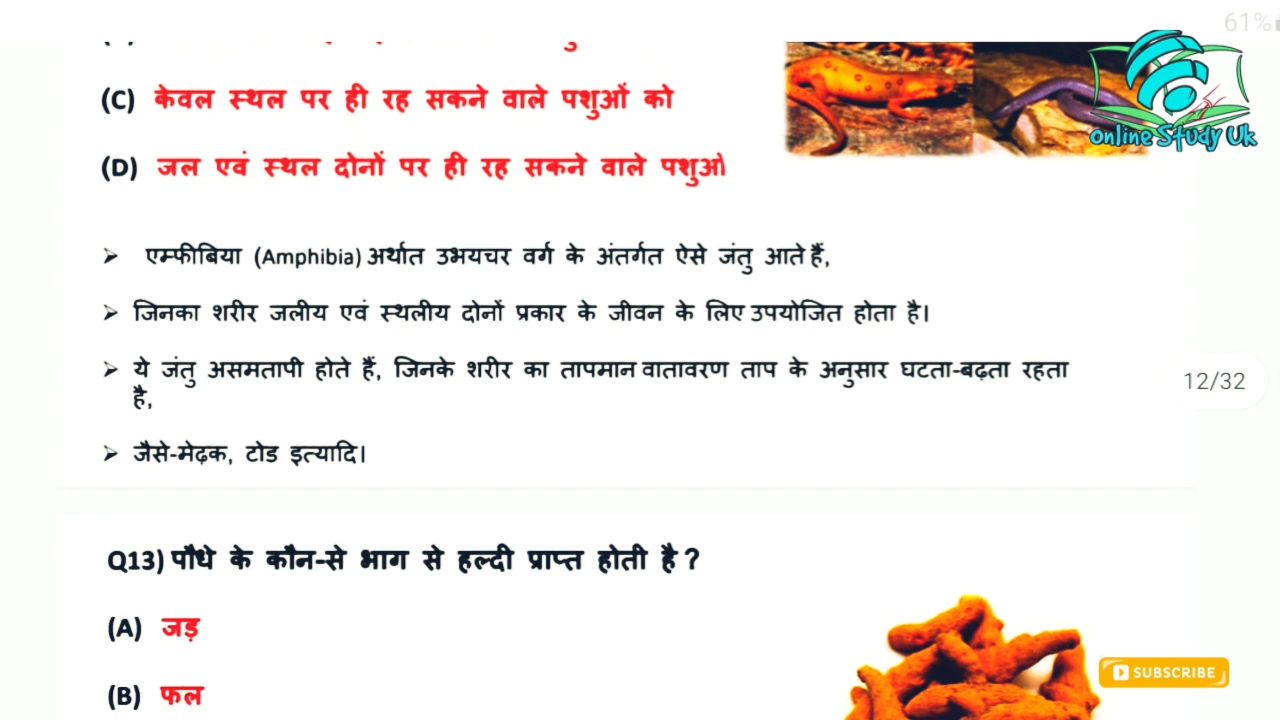 61%
(C) केवल स्थल पर ही रह सकने वाले पशुओं को
(D) जल एवं स्थल दोनों पर ही रह सकने वाले पशुओ
Online Study Uk
➢ एम्फीबिया (Amphibia) अर्थात उभयचर वर्ग के अंतर्गत ऐसे जंतु आते हैं,
➢ जिनका शरीर जलीय एवं स्थलीय दोनों प्रकार के जीवन के लिए उपयोजित होता है।
➢ ये जंतु असमतापी होते हैं, जिनके शरीर का तापमान वातावरण ताप के अनुसार घटता-बढ़ता रहता
है,
12/32
➢ जैसे-मेढ़क, टोड इत्यादि।
Q13) पौधे के कौन-से भाग से हल्दी प्राप्त होती है ?
(A) जड़
(B) फल
SUBSCRIBE